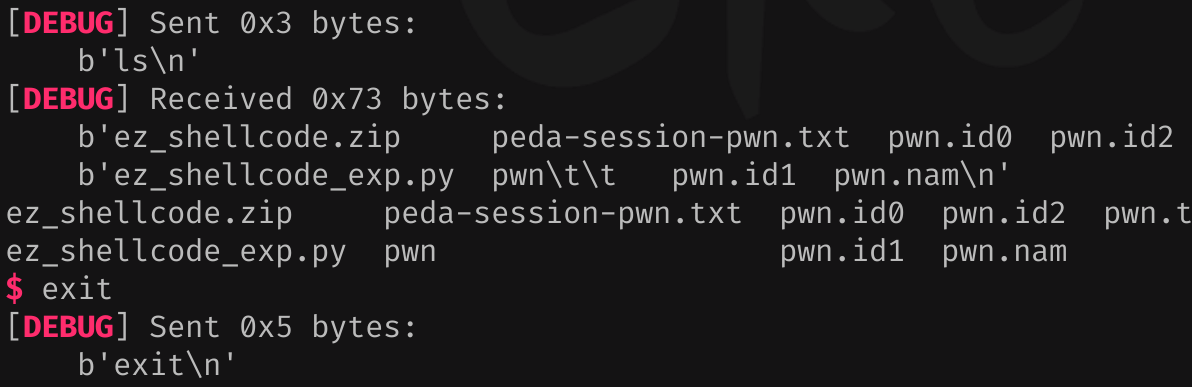 [DEBUG] Sent 0x3 bytes:
    b'ls\n'
[DEBUG] Received 0x73 bytes:
    b'ez_shellcode.zip     peda-session-pwn.txt  pwn.id0  pwn.id2
    b'ez_shellcode_exp.py  pwn\t\t   pwn.id1  pwn.nam\n'
ez_shellcode.zip     peda-session-pwn.txt  pwn.id0  pwn.id2  pwn.t
ez_shellcode_exp.py  pwn                   pwn.id1  pwn.nam
$ exit
[DEBUG] Sent 0x5 bytes:
    b'exit\n'